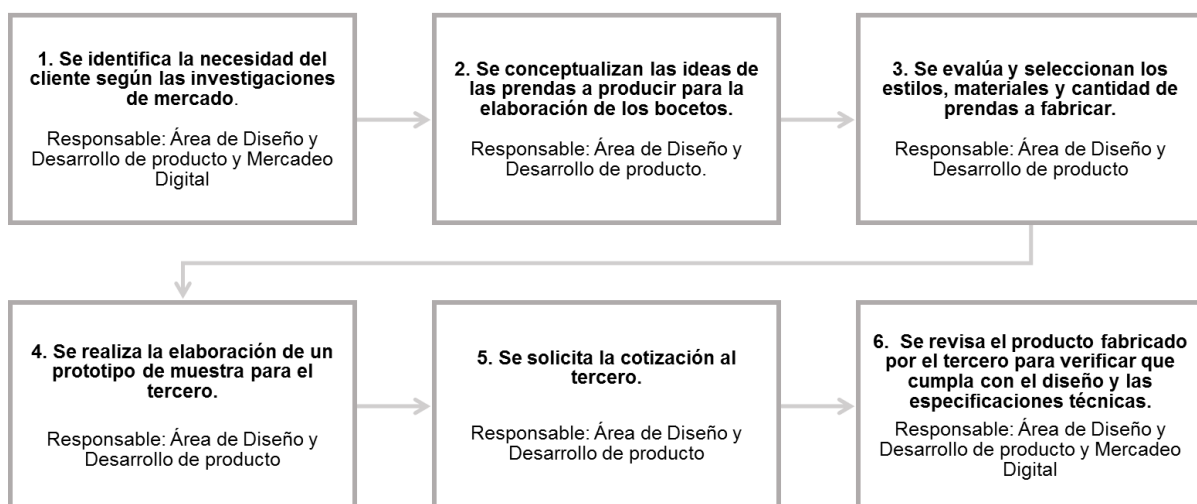 1. Se identifica la necesidad del
cliente según las investigaciones
de mercado.
Responsable: Área de Diseño y
Desarrollo de producto y Mercadeo
Digital
2. Se conceptualizan las ideas de
las prendas a producir para la
elaboración de los bocetos.
Responsable: Área de Diseño y
Desarrollo de producto.
3. Se evalúa y seleccionan los
estilos, materiales y cantidad de
prendas a fabricar.
Responsable: Área de Diseño y
Desarrollo de producto
4. Se realiza la elaboración de un
prototipo de muestra para el
tercero.
Responsable: Área de Diseño y
Desarrollo de producto
5. Se solicita la cotización al
tercero.
Responsable: Área de Diseño y
Desarrollo de producto
6. Se revisa el producto fabricado
por el tercero para verificar que
cumpla con el diseño y las
especificaciones técnicas.
Responsable: Área de Diseño y
Desarrollo de producto y Mercadeo
Digital